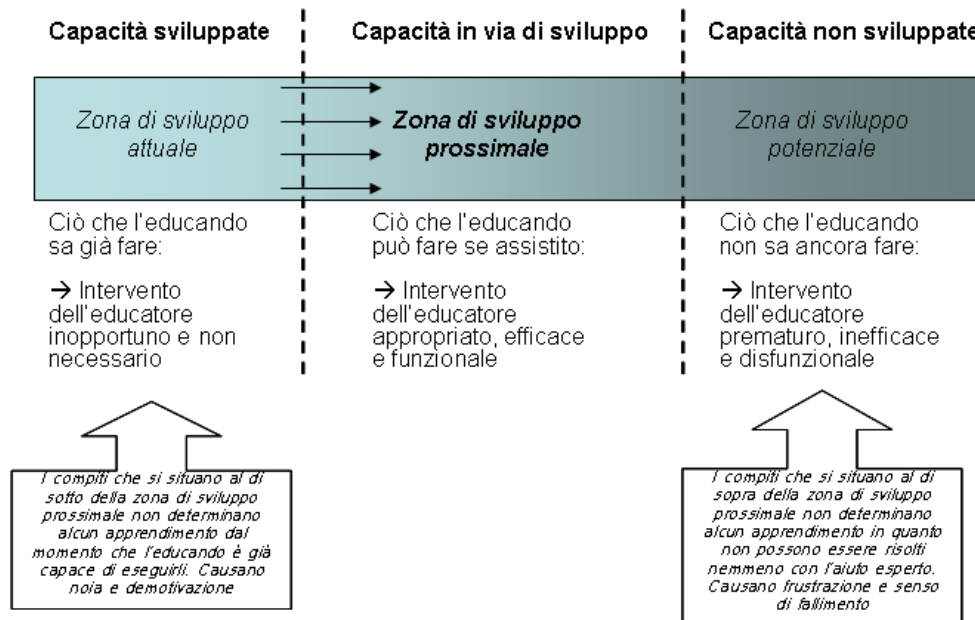 Capacità sviluppate
Capacità in via di sviluppo
Capacità non sviluppate
Zona di sviluppo
attuale
Zona di sviluppo
prossimale
Zona di sviluppo
potenziale
Ciò che l'educando
sa già fare:
→ Intervento
dell'educatore
inopportuno e non
necessario
Ciò che l'educando
può fare se assistito:
→ Intervento
dell'educatore
appropriato, efficace
e funzionale
Ciò che l'educando
non sa ancora fare:
→ Intervento
dell'educatore
prematuro, inefficace
e disfunzionale
I compiti che si situano al di
sotto della zona di sviluppo
prossimale non determinano
alcun apprendimento dal
momento che l'educando è già
capace di eseguirli. Causano
noia e demotivazione
I compiti che si situano al di
sopra della zona di sviluppo
prossimale non determinano
alcun apprendimento in quanto
non possono essere risolti
nemmeno con l'aiuto esperto.
Causano frustrazione e senso
di fallimento